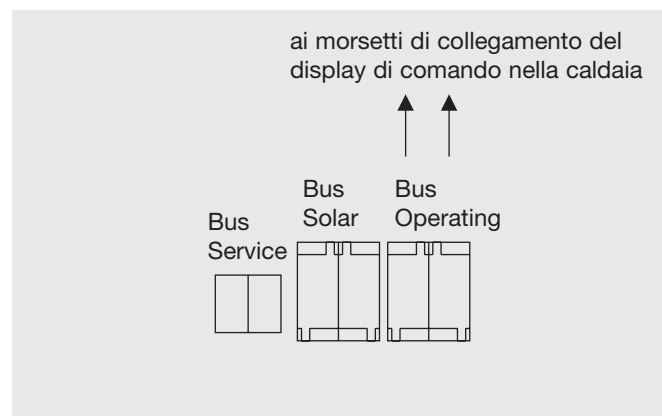 ai morsetti di collegamento del
display di comando nella caldaia
Bus
Service
Bus
Solar
Bus
Operating